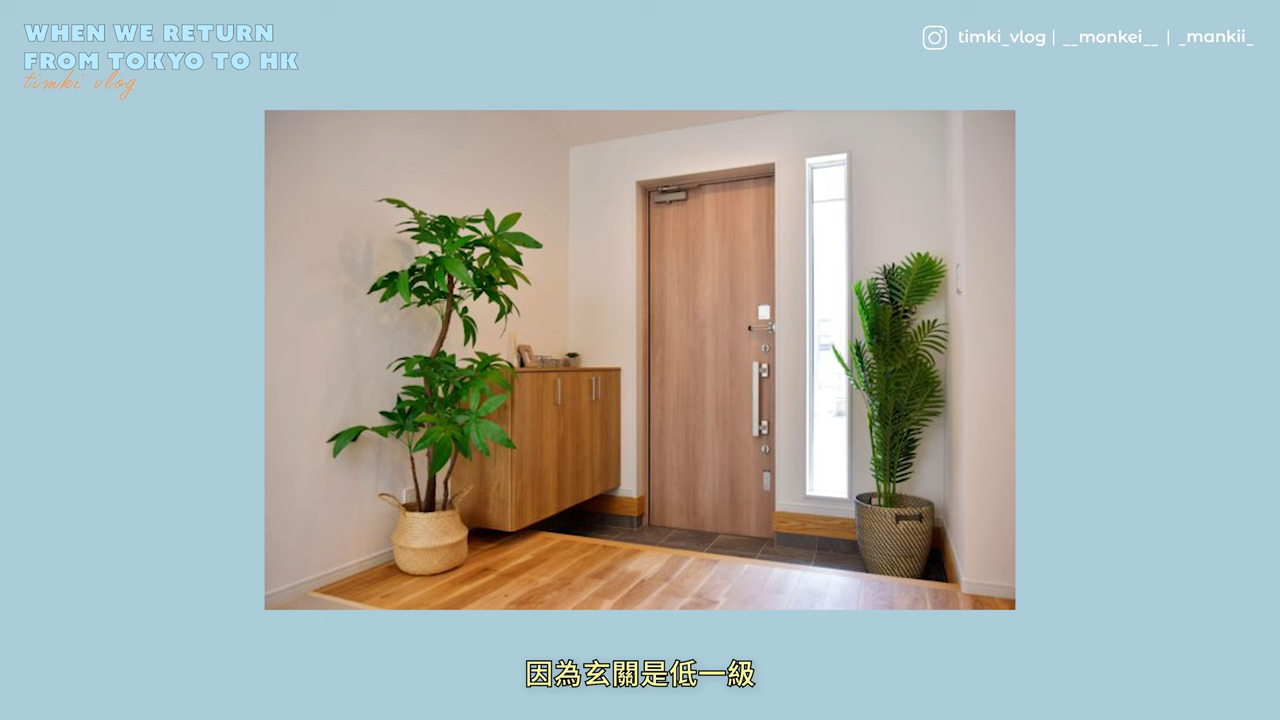 WHEN WE RETURN
FROM TOKYO TO HK
timki vlog
timki_vlog | __monkei__ | _mankii_
因為玄關是低一級